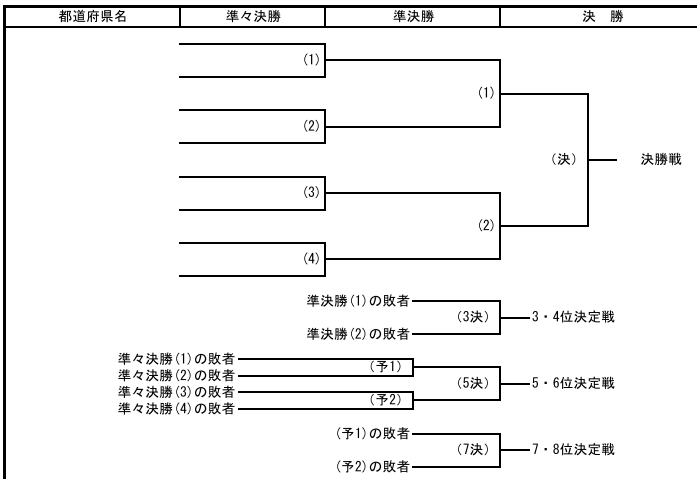 都道府県名 準々決勝 準決勝 決　勝
(1)
(1)
(2)
(決) 決勝戦
(3)
(2)
(4)
準決勝(1)の敗者
(3決) 3・4位決定戦
準決勝(2)の敗者
準々決勝(1)の敗者
(予1)
準々決勝(2)の敗者
(5決) 5・6位決定戦
準々決勝(3)の敗者
(予2)
準々決勝(4)の敗者
(予1)の敗者
(7決) 7・8位決定戦
(予2)の敗者